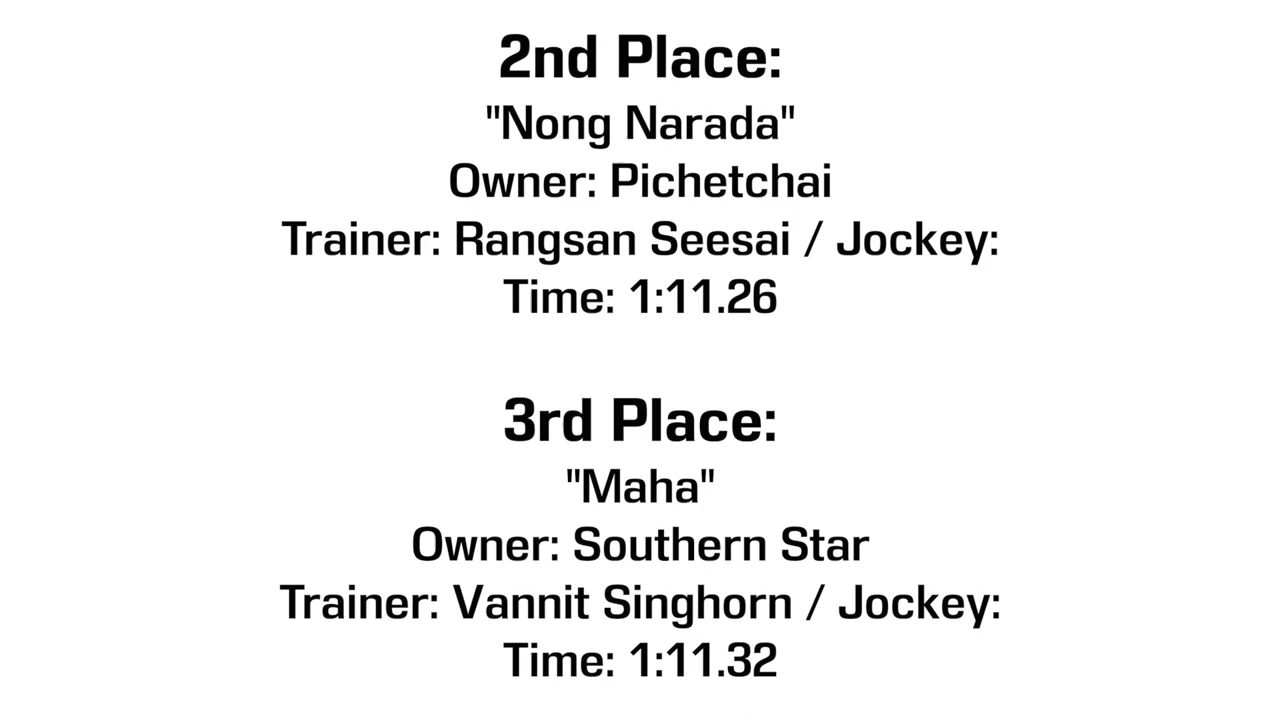 2nd Place:
"Nong Narada"
Owner: Pichetchai
Trainer: Rangsan Seesai / Jockey:
Time: 1:11.26
3rd Place:
"Maha"
Owner: Southern Star
Trainer: Vannit Singhorn / Jockey:
Time: 1:11.32